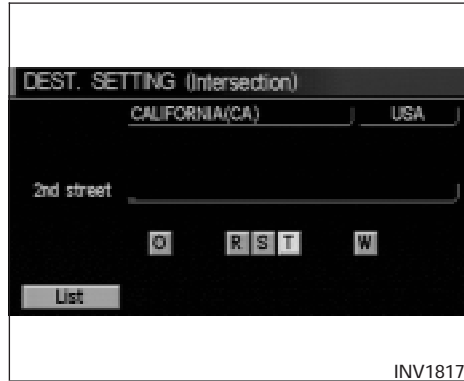 DEST. SETTING (Intersection)
CALIFORNIA(CA) USA
2nd street
O R S T W
List
INV1817